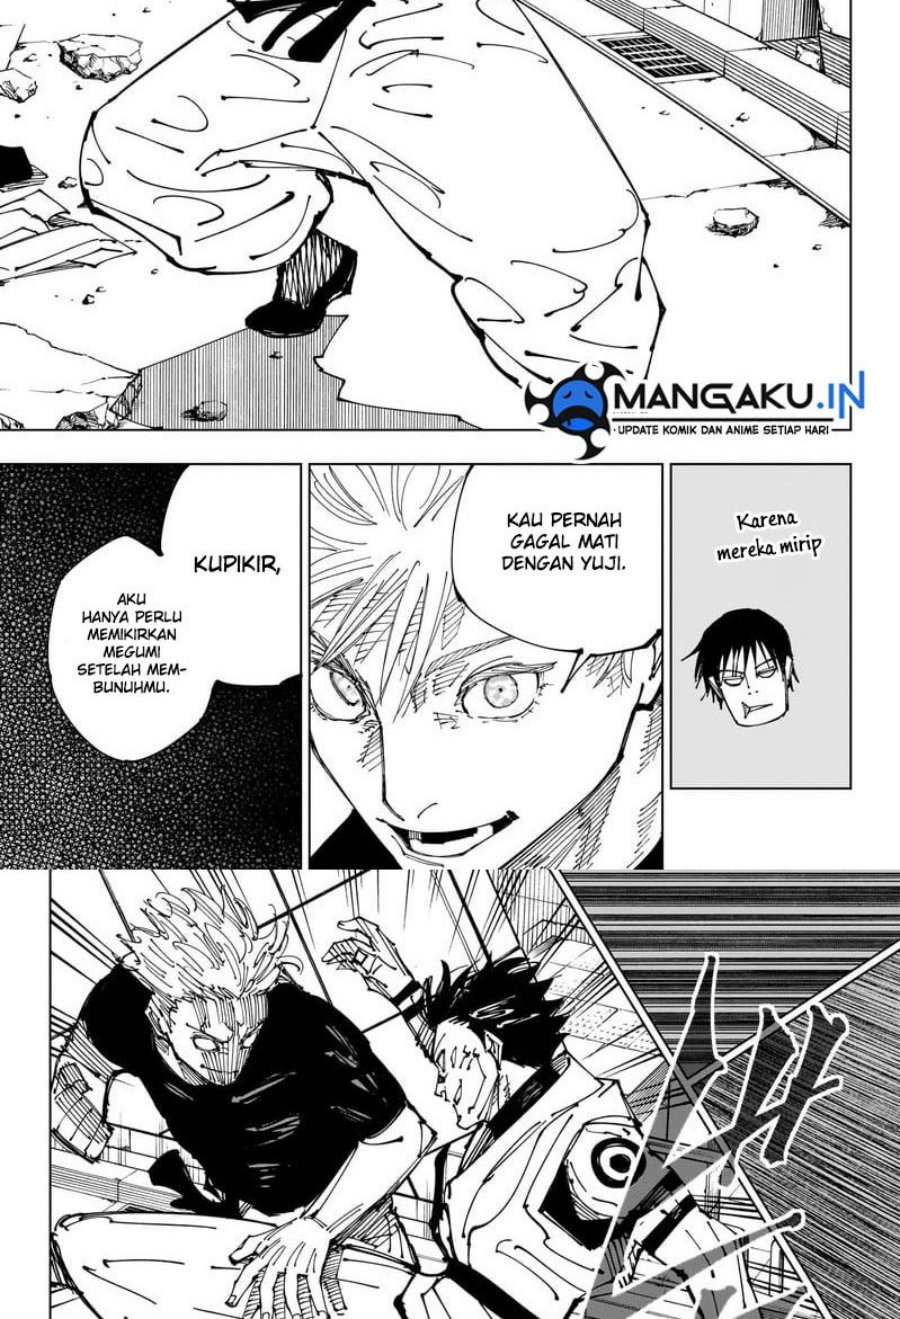 MANGAKU.IN
UPDATE KOMIK DAN ANIME SETIAP HARI
Karena
mereka mirip
KAU PERNAH
GAGAL MATI
DENGAN YUJI.
KUPIKIR,
AKU
HANYA PERLU
MEMIKIRKAN
MEGUMI
SETELAH MEM-
BUNUHMU.